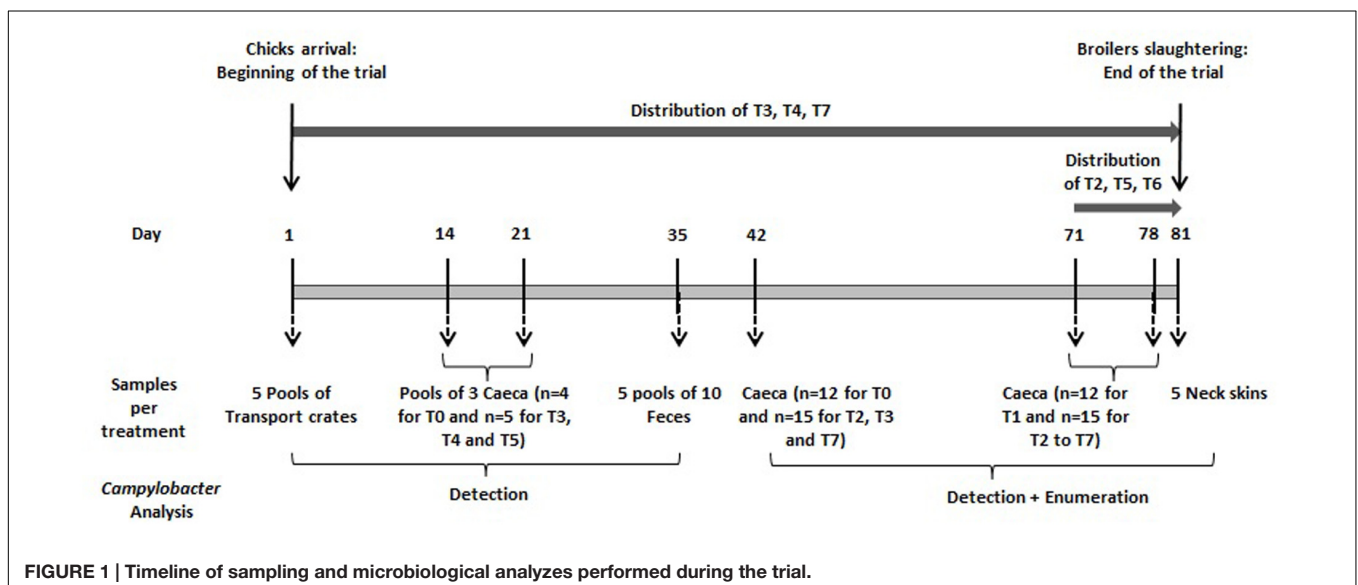 Chicks arrival:
Beginning of the trial
Broilers slaughtering:
End of the trial
Distribution of T3, T4, T7
Distribution
of T2, T5, T6
Day
1
14
21
35
42
71
78
81
Samples
per
treatment
5 Pools of
Transport crates
Pools of 3 Caeca (n=4
for T0 and n=5 for T3,
T4 and T5)
5 pools of 10
Feces
Caeca (n=12 for T0
and n=15 for T2, T3
and T7)
Caeca (n=12 for
T1 and n=15 for
T2 to T7)
5 Neck skins
Campylobacter
Analysis
Detection
Detection + Enumeration
FIGURE 1 | Timeline of sampling and microbiological analyzes performed during the trial.